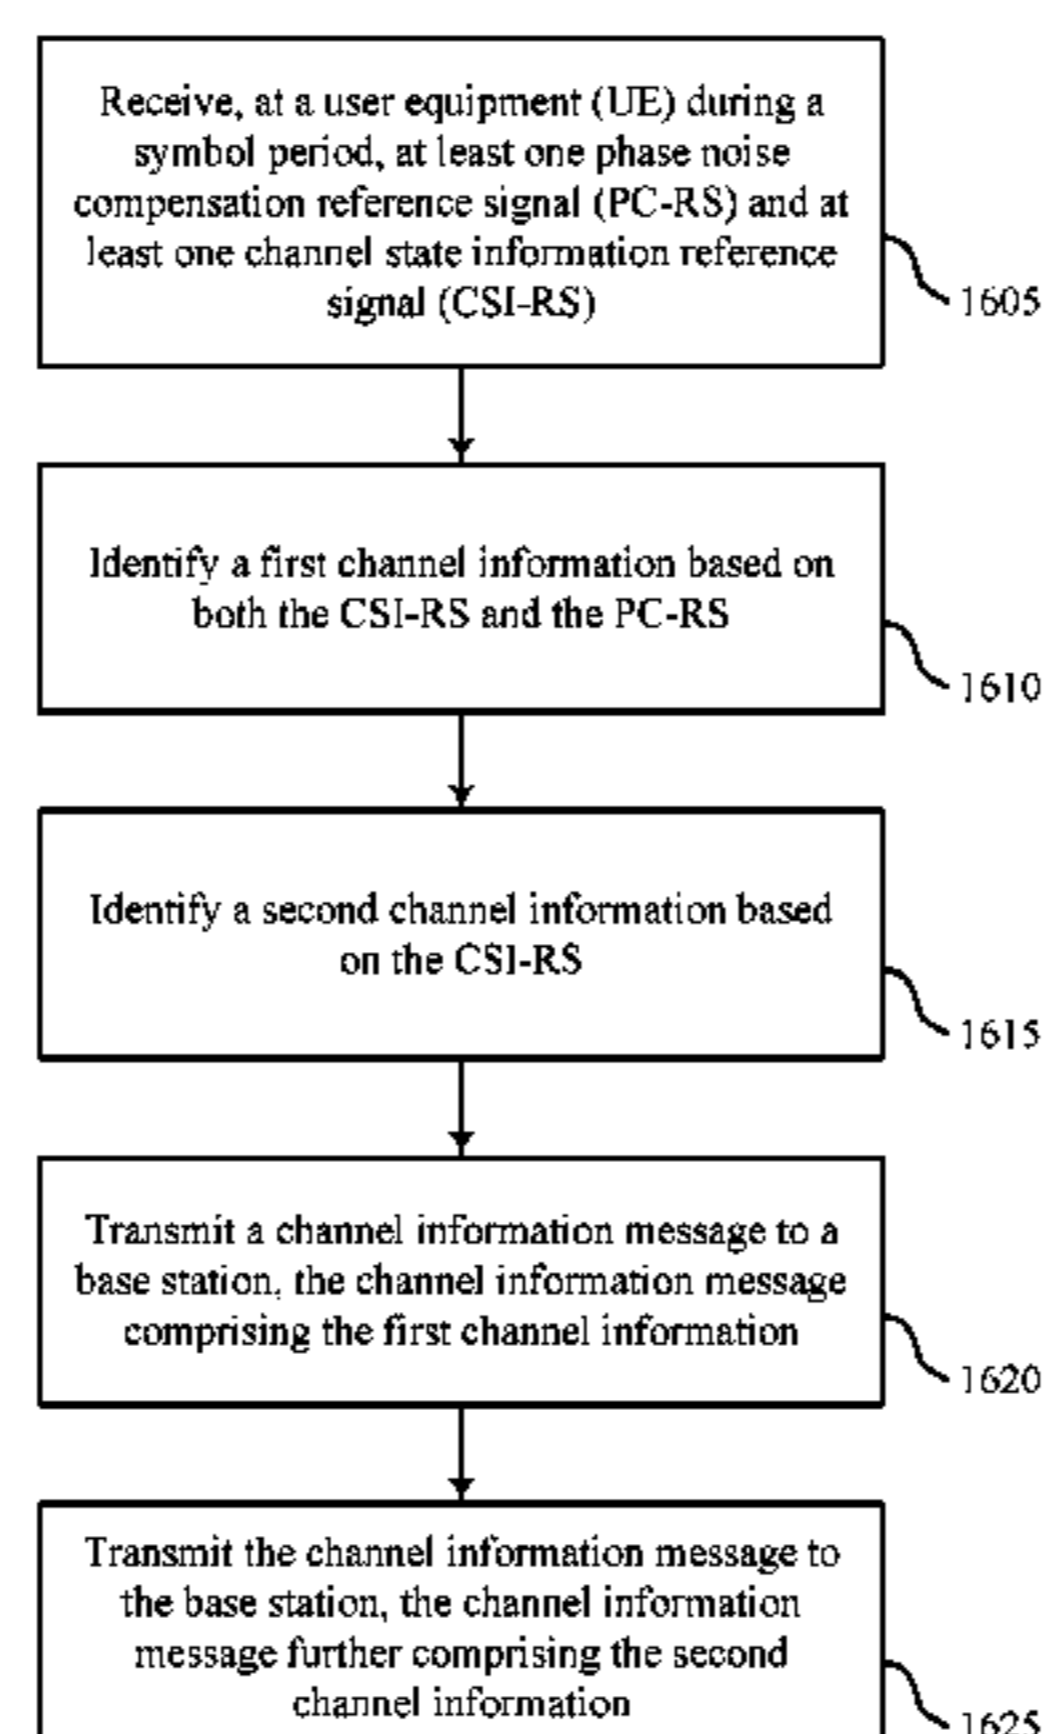 Receive, at a user equipment (UE) during a
symbol period, at least one phase noise
compensation reference signal (PC-RS) and at
least one channel state information reference
signal (CSI-RS)
1605
Identify a first channel information based on
both the CSI-RS and the PC-RS
1610
Identify a second channel information based
on the CSI-RS
1615
Transmit a channel information message to a
base station, the channel information message
comprising the first channel information
1620
Transmit the channel information message to
the base station, the channel information
message further comprising the second
channel information
1625